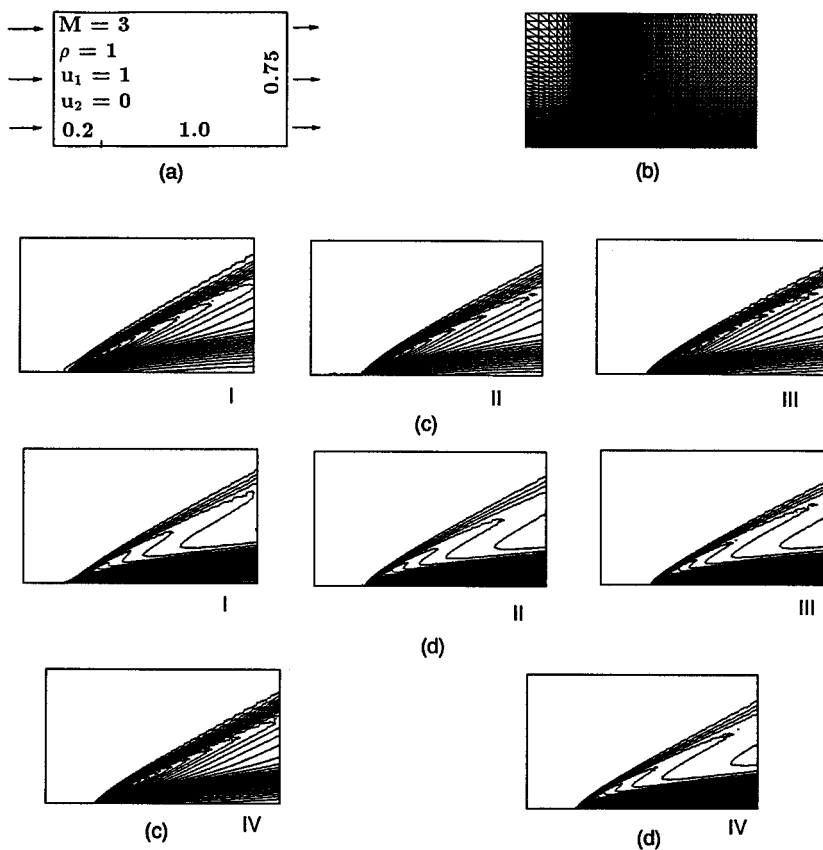 M = 3
ρ = 1
u₁ = 1
u₂ = 0
0.2 1.0
0.75
(a)
(b)
I
II
III
(c)
I
II
III
(d)
(c)
IV
(d)
IV